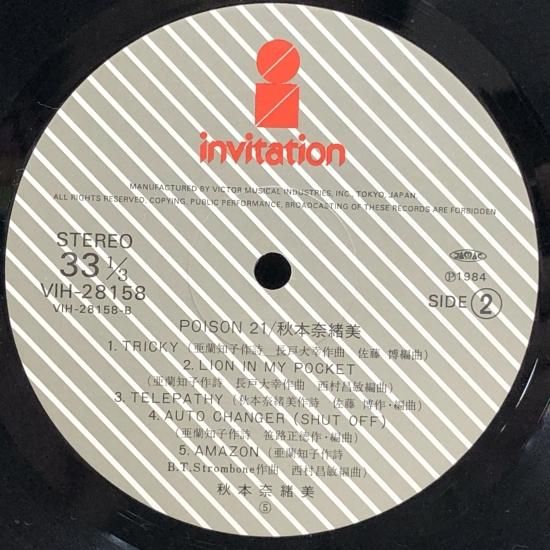 invitation
MANUFACTURED BY VICTOR MUSICAL INDUSTRIES, INC., TOKYO, JAPAN
ALL RIGHTS RESERVED, COPYING, PUBLIC PERFORMANCE, BROADCASTING OF THESE RECORDS ARE FORBIDDEN
STEREO
33 1/3
VIH-28158
VIH-28158-B
JASRAC
Ⓟ1984
SIDE ②
POISON 21/秋本奈緒美
1. TRICKY (亜蘭知子作詩 長戸大幸作曲 佐藤 博編曲)
2. LION IN MY POCKET
(亜蘭知子作詩 長戸大幸作曲 西村昌敏編曲)
3. TELEPATHY (秋本奈緒美作詩 佐藤 博作・編曲)
4. AUTO CHANGER (SHUT OFF)
(亜蘭知子作詩 笹路正徳作・編曲)
5. AMAZON (亜蘭知子作詩
B.T.Strombone作曲 西村昌敏編曲)
秋本奈緒美
⑤